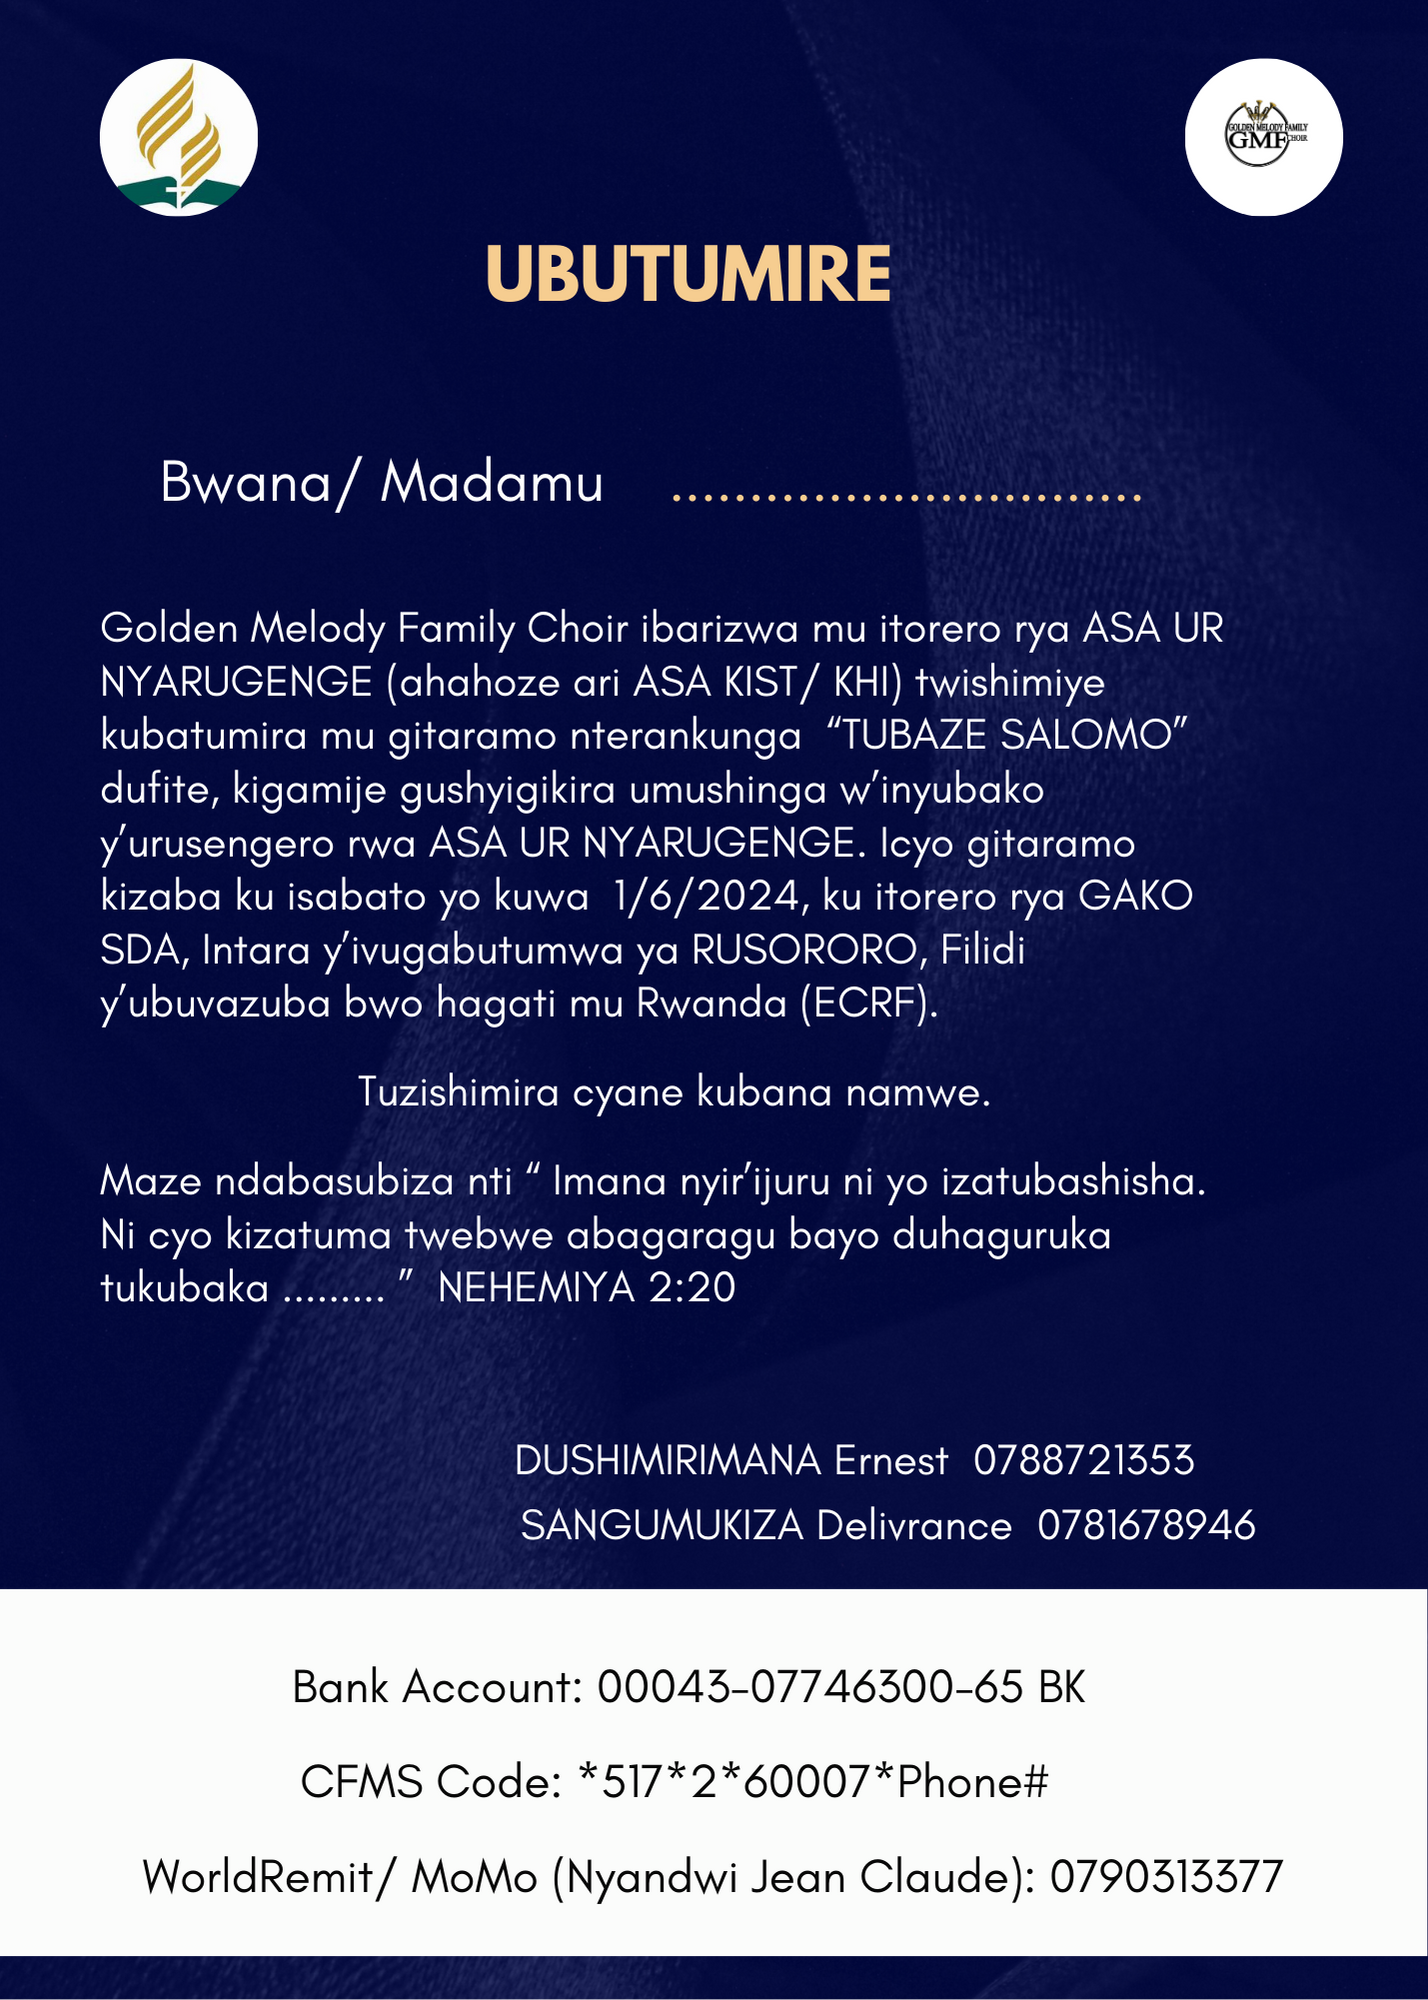 GOLDEN MELODY FAMILY
GMF CHOIR
UBUTUMIRE
Bwana/ Madamu ..............................
Golden Melody Family Choir ibarizwa mu itorero rya ASA UR
NYARUGENGE (ahahoze ari ASA KIST/ KHI) twishimiye
kubatumira mu gitaramo nterankunga “TUBAZE SALOMO”
dufite, kigamije gushyigikira umushinga w’inyubako
y’urusengero rwa ASA UR NYARUGENGE. Icyo gitaramo
kizaba ku isabato yo kuwa 1/6/2024, ku itorero rya GAKO
SDA, Intara y’ivugabutumwa ya RUSORORO, Filidi
y’ubuvazuba bwo hagati mu Rwanda (ECRF).
Tuzishimira cyane kubana namwe.
Maze ndabasubiza nti “ Imana nyir’ijuru ni yo izatubashisha.
Ni cyo kizatuma twebwe abagaragu bayo duhaguruka
tukubaka ......... ” NEHEMIYA 2:20
DUSHIMIRIMANA Ernest 0788721353
SANGUMUKIZA Delivrance 0781678946
Bank Account: 00043-07746300-65 BK
CFMS Code: *517*2*60007*Phone#
WorldRemit/ MoMo (Nyandwi Jean Claude): 0790313377